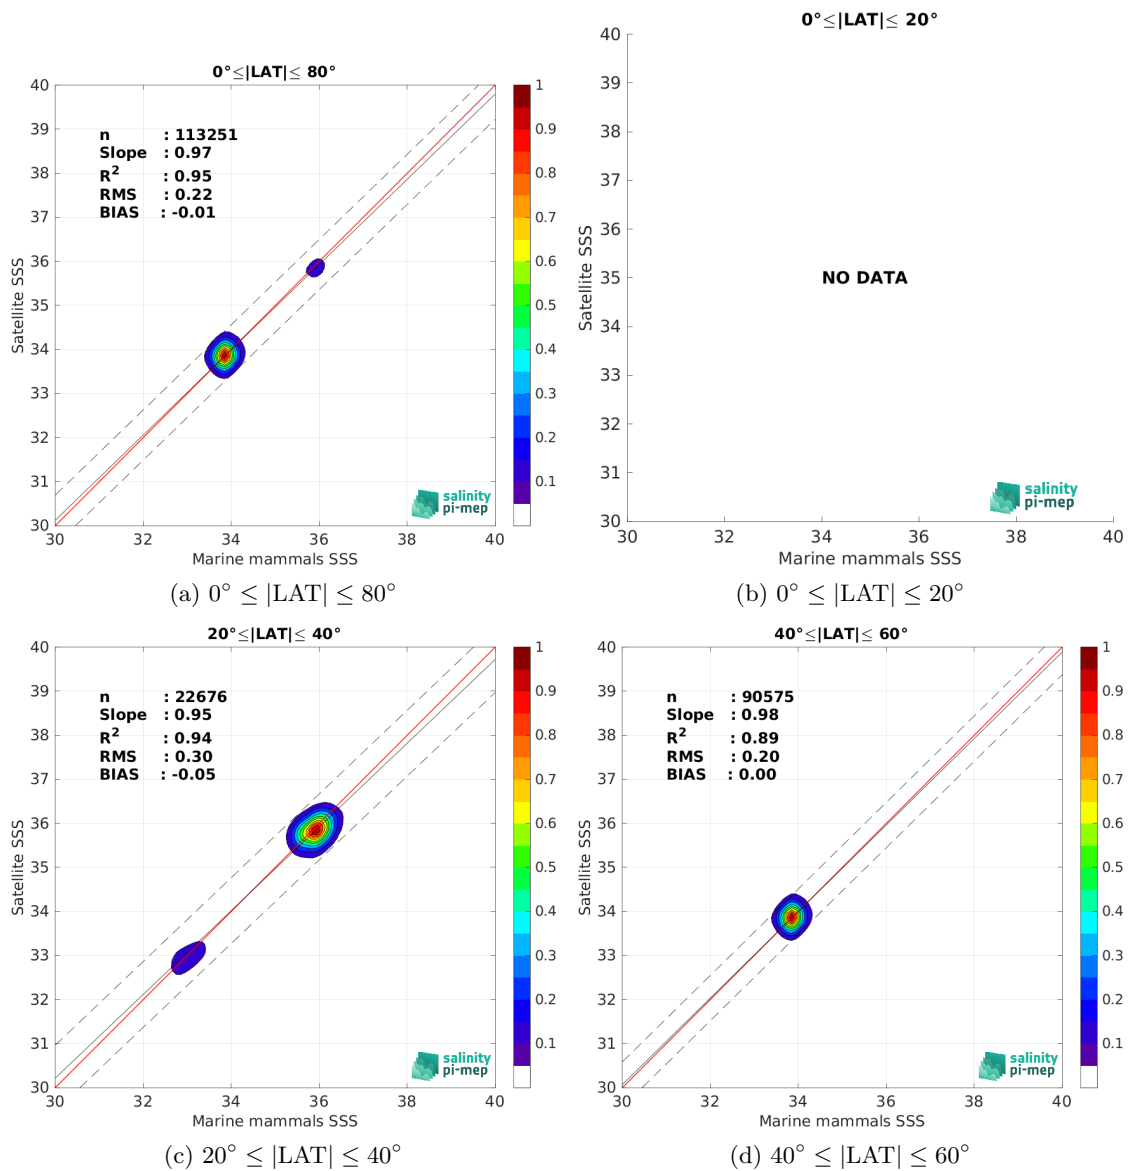 0°≤|LAT|≤ 80°
40
39
38
37
36
35
34
33
32
31
30
Satellite SSS
n : 113251
Slope : 0.97
R² : 0.95
RMS : 0.22
BIAS : -0.01
salinity
pi-mep
30 32 34 36 38 40
Marine mammals SSS
1
0.9
0.8
0.7
0.6
0.5
0.4
0.3
0.2
0.1
(a) 0° ≤ |LAT| ≤ 80°
0°≤|LAT|≤ 20°
40
39
38
37
36
35
34
33
32
31
30
Satellite SSS
NO DATA
salinity
pi-mep
30 32 34 36 38 40
Marine mammals SSS
(b) 0° ≤ |LAT| ≤ 20°
20°≤|LAT|≤ 40°
40
39
38
37
36
35
34
33
32
31
30
Satellite SSS
n : 22676
Slope : 0.95
R² : 0.94
RMS : 0.30
BIAS : -0.05
salinity
pi-mep
30 32 34 36 38 40
Marine mammals SSS
1
0.9
0.8
0.7
0.6
0.5
0.4
0.3
0.2
0.1
(c) 20° ≤ |LAT| ≤ 40°
40°≤|LAT|≤ 60°
40
39
38
37
36
35
34
33
32
31
30
Satellite SSS
n : 90575
Slope : 0.98
R² : 0.89
RMS : 0.20
BIAS : 0.00
salinity
pi-mep
30 32 34 36 38 40
Marine mammals SSS
1
0.9
0.8
0.7
0.6
0.5
0.4
0.3
0.2
0.1
(d) 40° ≤ |LAT| ≤ 60°